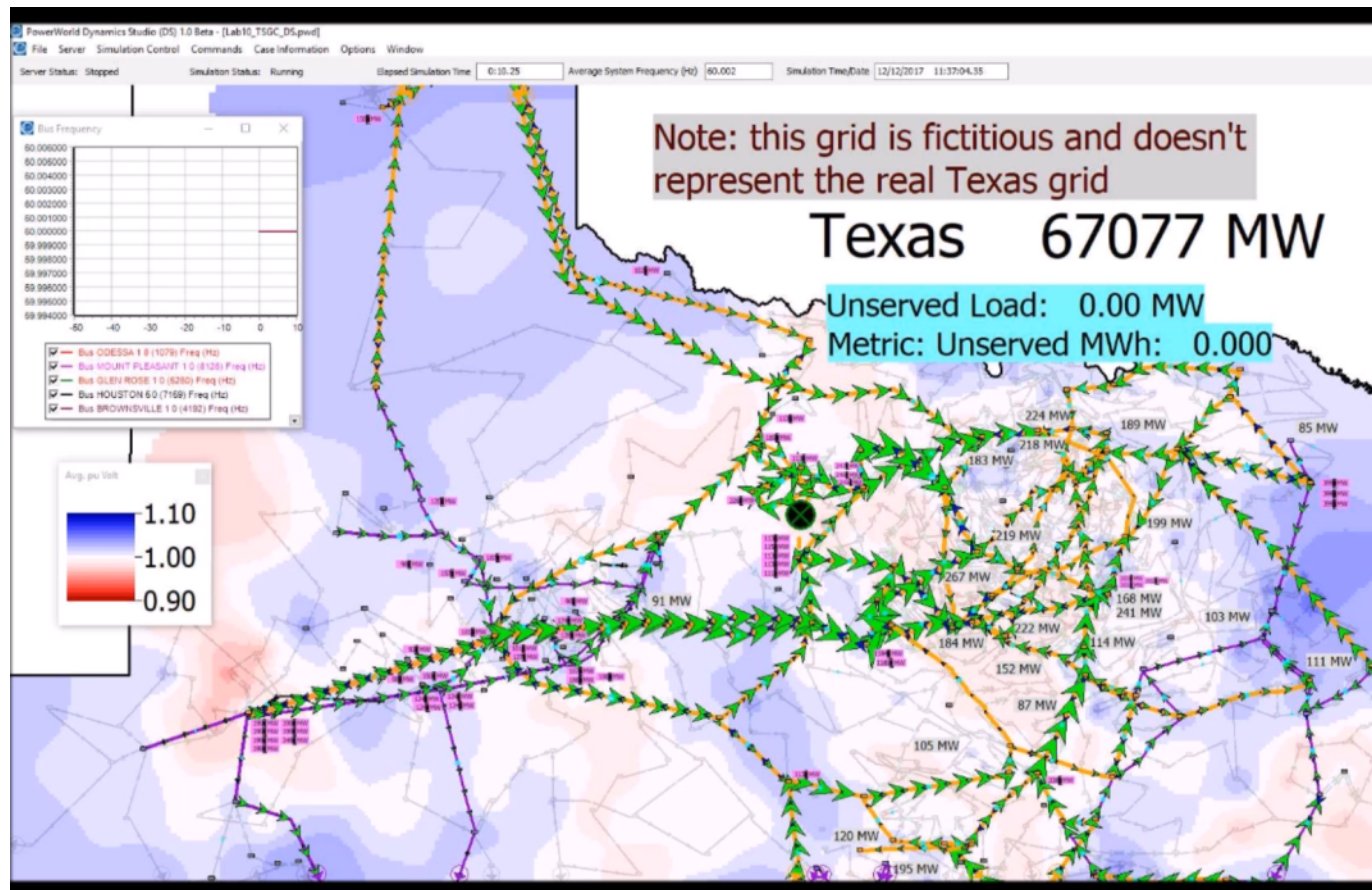 PowerWorld Dynamics Studio (DS) 1.0 Beta - [Lab10_TSGC_DS.pwd]
File Server Simulation Control Commands Case Information Options Window
Server Status: Stopped Simulation Status: Running Elapsed Simulation Time 0:10.25 Average System Frequency (Hz) 60.002 Simulation Time/Date 12/12/2017 11:37:04.35
Bus Frequency
60.006000
60.005000
60.004000
60.003000
60.002000
60.001000
60.000000
59.999000
59.998000
59.997000
59.996000
59.995000
59.994000
-60 -40 -30 -20 -10 0 10
Bus ODESSA 1 8 (1079) Freq (Hz)
Bus MOUNT PLEASANT 1 0 (8126) Freq (Hz)
Bus GLEN ROSE 1 0 (6280) Freq (Hz)
Bus HOUSTON 60 (7169) Freq (Hz)
Bus BROWNSVILLE 1 0 (4192) Freq (Hz)
Note: this grid is fictitious and doesn't
represent the real Texas grid
Texas 67077 MW
Unserved Load: 0.00 MW
Metric: Unserved MWh: 0.000
Avg. pu Volt
1.10
1.00
0.90
224 MW
218 MW
189 MW
85 MW
183 MW
199 MW
219 MW
267 MW
91 MW
168 MW
241 MW
103 MW
222 MW
184 MW
114 MW
152 MW
111 MW
87 MW
105 MW
120 MW
195 MW